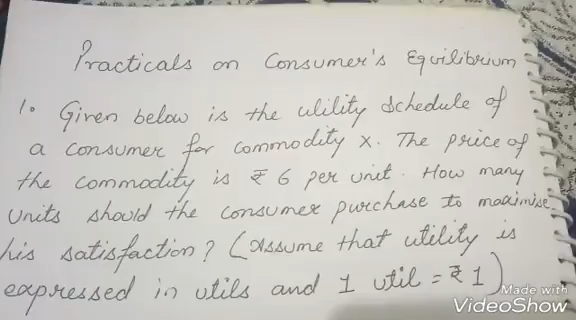 Practicals on Consumer's Equilibrium
1. Given below is the utility schedule of
a consumer for commodity x. The price of
the commodity is ₹ 6 per unit. How many
units should the consumer purchase to maximise
his satisfaction? (Assume that utility is
expressed in utils and 1 util = ₹ 1)
Made with
VideoShow